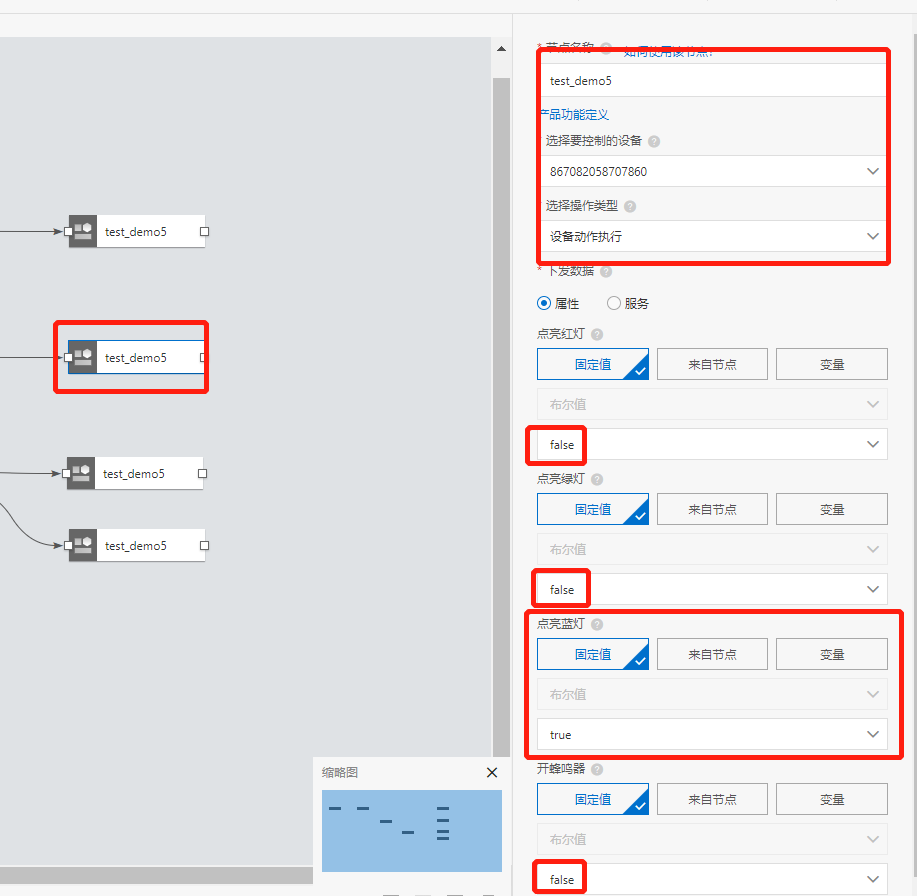 test_demo5
test_demo5
test_demo5
test_demo5
缩略图
* 节点名称 ? 如何使用该节点?
test_demo5
产品功能定义
选择要控制的设备 ?
867082058707860
选择操作类型 ?
设备动作执行
* 下发数据 ?
属性 服务
点亮红灯 ?
固定值 来自节点 变量
布尔值
false
点亮绿灯 ?
固定值 来自节点 变量
布尔值
false
点亮蓝灯 ?
固定值 来自节点 变量
布尔值
true
开蜂鸣器 ?
固定值 来自节点 变量
布尔值
false